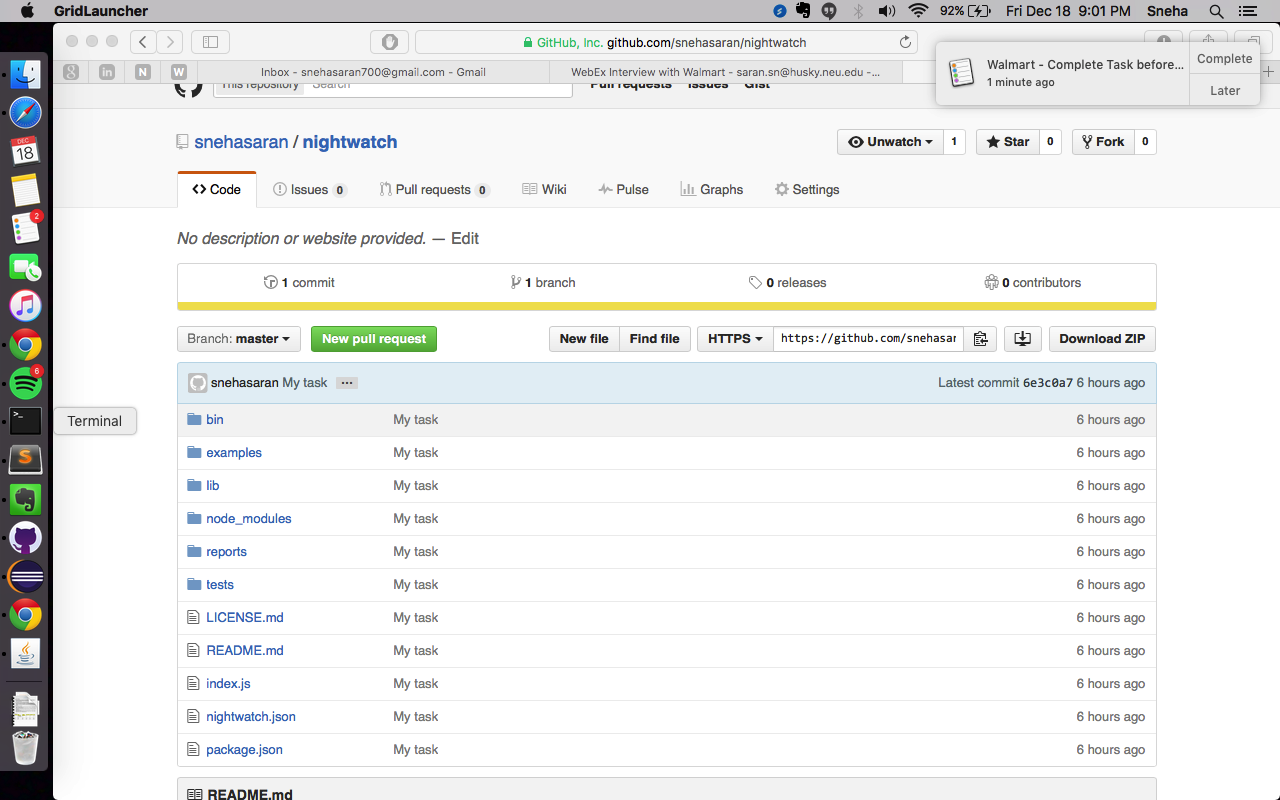 GridLauncher 92% Fri Dec 18 9:01 PM Sneha
GitHub, Inc. github.com/snehasaran/nightwatch
8 in N W Inbox - snehasaran700@gmail.com - Gmail WebEx Interview with Walmart - saran.sn@husky.neu.edu -...
Walmart - Complete Task before...
1 minute ago
Complete
Later
This repository Search Pull requests Issues Gist
snehasaran / nightwatch
Unwatch 1 Star 0 Fork 0
Code Issues 0 Pull requests 0 Wiki Pulse Graphs Settings
No description or website provided. — Edit
1 commit 1 branch 0 releases 0 contributors
Branch: master New pull request New file Find file HTTPS https://github.com/snehasar Download ZIP
snehasaran My task ... Latest commit 6e3c0a7 6 hours ago
bin My task 6 hours ago
examples My task 6 hours ago
lib My task 6 hours ago
node_modules My task 6 hours ago
reports My task 6 hours ago
tests My task 6 hours ago
LICENSE.md My task 6 hours ago
README.md My task 6 hours ago
index.js My task 6 hours ago
nightwatch.json My task 6 hours ago
package.json My task 6 hours ago
README.md
DEC
18
2
6
Terminal
S